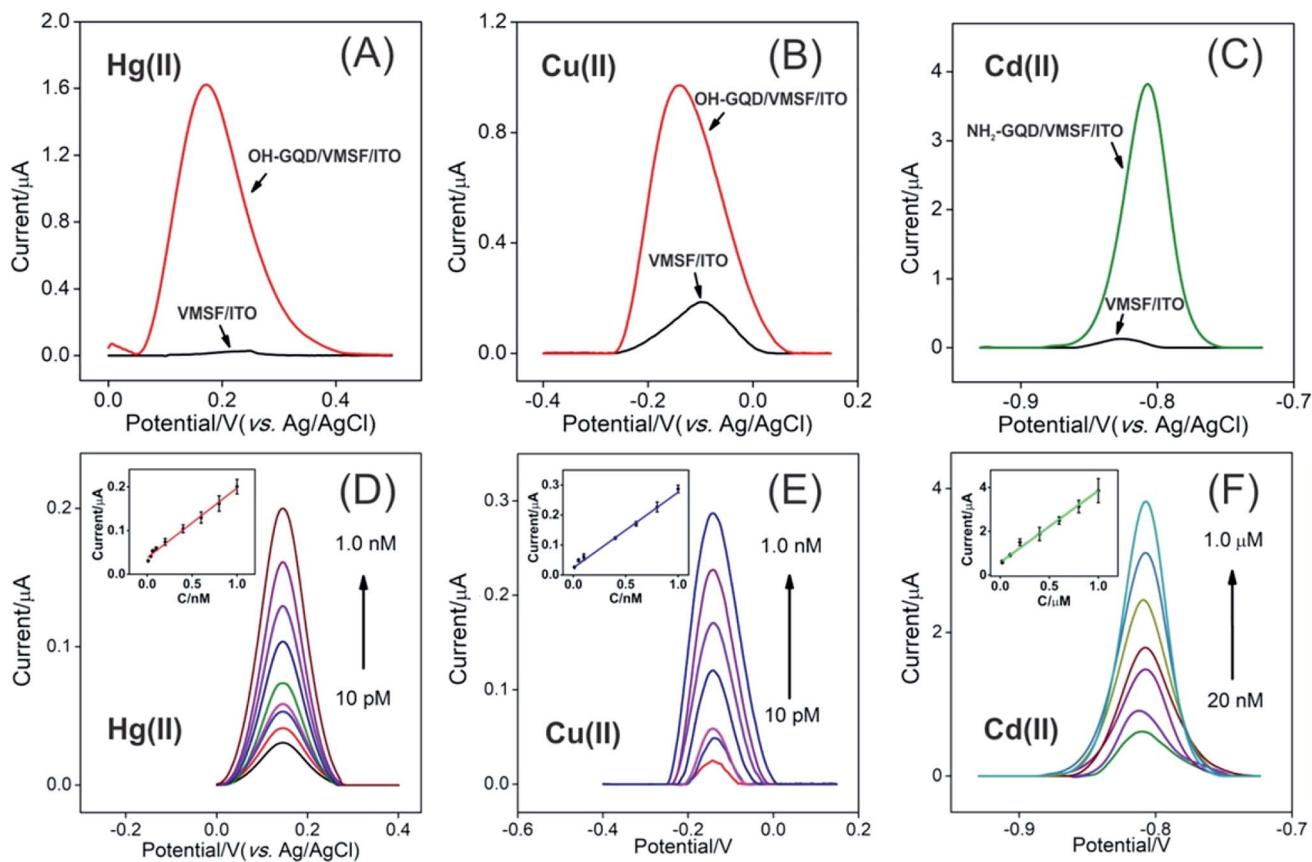 (A)
Hg(II)
OH-GQD/VMSF/ITO
VMSF/ITO
2.0
1.6
1.2
0.8
0.4
0.0
Current/μA
0.0 0.2 0.4
Potential/V(vs. Ag/AgCl)
(B)
Cu(II)
OH-GQD/VMSF/ITO
VMSF/ITO
1.2
0.8
0.4
0.0
Current/μA
-0.4 -0.2 0.0 0.2
Potential/V(vs. Ag/AgCl)
(C)
Cd(II)
NH₂-GQD/VMSF/ITO
VMSF/ITO
4
3
2
1
0
Current/μA
-0.9 -0.8 -0.7
Potential/V(vs. Ag/AgCl)
(D)
1.0 nM
10 pM
Hg(II)
0.2
0.1
0.0
Current/μA
-0.2 0.0 0.2 0.4
Potential/V(vs. Ag/AgCl)
0.2
0.1
0.1
0.0
Current/μA
0.0 0.5 1.0
C/nM
(E)
1.0 nM
10 pM
Cu(II)
0.3
0.2
0.1
0.0
Current/μA
-0.6 -0.4 -0.2 0.0 0.2
Potential/V
0.3
0.2
0.1
0.0
Current/μA
0.0 0.5 1.0
C/nM
(F)
1.0 μM
20 nM
Cd(II)
4
2
0
Current/μA
-0.9 -0.8 -0.7
Potential/V
4
2
0
Current/μA
0.0 0.5 1.0
C/μM